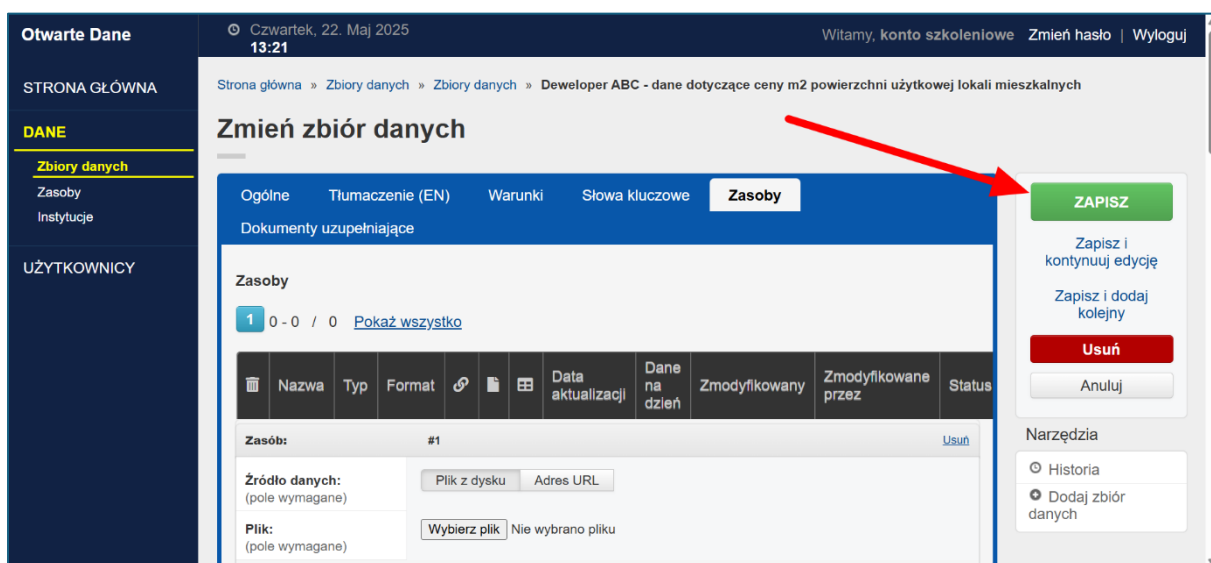 Otwarte Dane
Czwartek, 22. Maj 2025
13:21
Witamy, konto szkoleniowe Zmień hasło | Wyloguj
STRONA GŁÓWNA
DANE
Zbiory danych
Zasoby
Instytucje
UŻYTKOWNICY
Strona główna » Zbiory danych » Zbiory danych » Deweloper ABC - dane dotyczące ceny m2 powierzchni użytkowej lokali mieszkalnych
Zmień zbiór danych
Ogólne Tłumaczenie (EN) Warunki Słowa kluczowe Zasoby
Dokumenty uzupełniające
Zasoby
1 0 - 0 / 0 Pokaż wszystko
Nazwa Typ Format Data aktualizacji Dane na dzień Zmodyfikowany Zmodyfikowane przez Status
Zasób: #1 Usuń
Źródło danych: Plik z dysku Adres URL
(pole wymagane)
Plik: Wybierz plik Nie wybrano pliku
(pole wymagane)
ZAPISZ
Zapisz i
kontynuuj edycję
Zapisz i dodaj
kolejny
Usuń
Anuluj
Narzędzia
Historia
Dodaj zbiór
danych